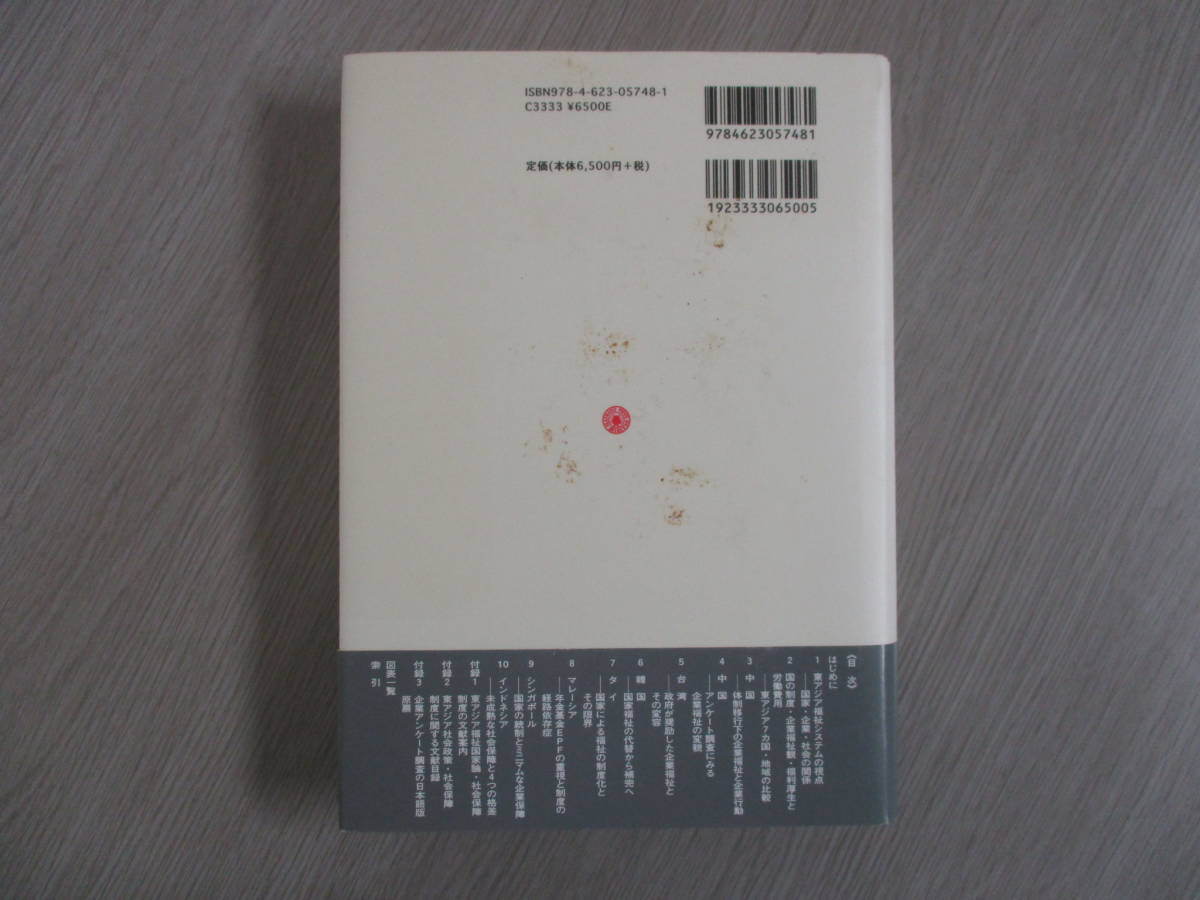 ISBN978-4-623-05748-1
C3333 ¥6500E
9784623057481
定価(本体6,500円+税)
1923333065005
《目 次》
はじめに
1 東アジア福祉システムの視点
――国家・企業・社会の関係
2 国の制度・企業福祉観・福利厚生と
労働費用
――東アジア7カ国・地域の比較
3 中 国
――体制移行下の企業福祉と企業行動
4 中 国
――アンケート調査にみる
企業福祉の変貌
5 台 湾
――政府が奨励した企業福祉と
その変容
6 韓 国
――国家福祉の代替から補完へ
7 タ イ
――国家による福祉の制度化と
その限界
8 マレーシア
――年金基金EPFの重視と制度の
経路依存症
9 シンガポール
――国家の統制とミニマムな企業保障
10 インドネシア
――未成熟な社会保障と4つの格差
付録1 東アジア福祉国家論・社会保障
制度の文献案内
付録2 東アジア社会政策・社会保障
制度に関する文献目録
付録3 企業アンケート調査の日本語版
原票
図表一覧
索 引